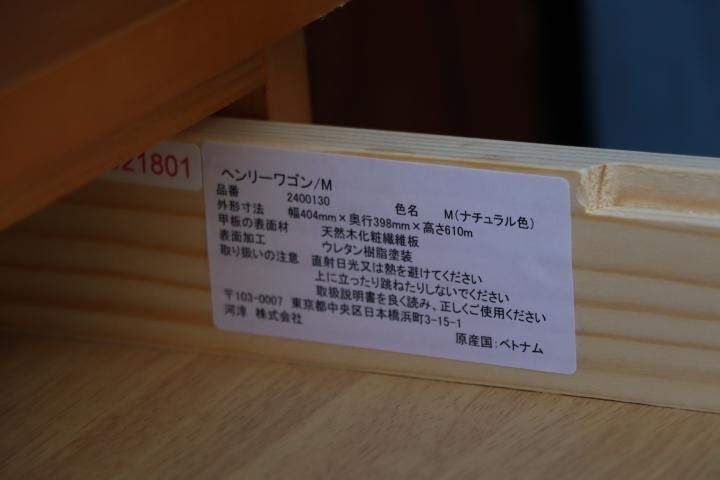 21801
ヘンリーワゴン/M
品番 2400130 色名 M(ナチュラル色)
外形寸法 幅404mm×奥行398mm×高さ610m
甲板の表面材 天然木化粧繊維板
表面加工 ウレタン樹脂塗装
取り扱いの注意 直射日光又は熱を避けてください
上に立ったり跳ねたりしないでください
取扱説明書を良く読み、正しくご使用ください
〒103-0007 東京都中央区日本橋浜町3-15-1
河淳 株式会社
原産国:ベトナム